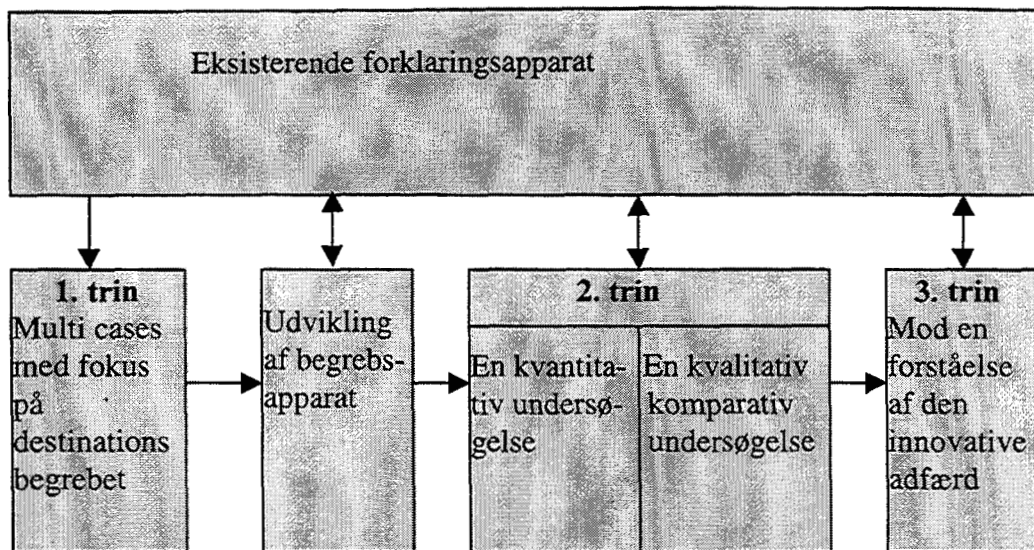 Eksisterende forklaringsapparat
1. trin
Multi cases
med fokus
på
destinations
begrebet
Udvikling
af begrebs-
apparat
2. trin
En kvantita-
tiv undersø-
gelse
En kvalitativ
komparativ
undersøgelse
3. trin
Mod en
forståelse
af den
innovative
adfærd